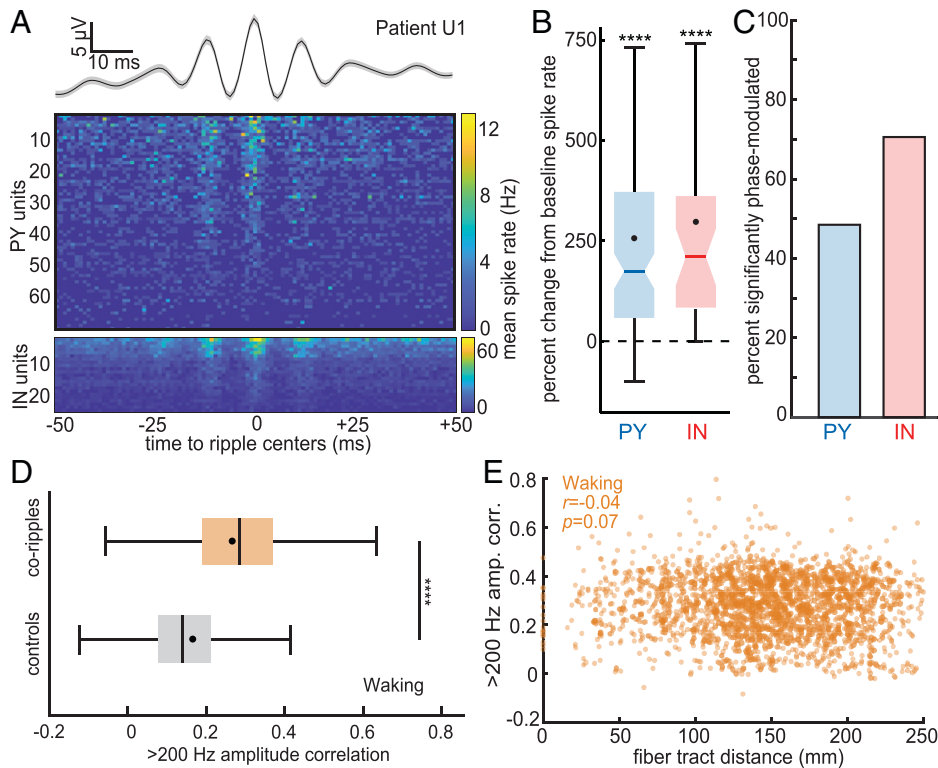 A
5 µV
10 ms
Patient U1
PY units
10
20
30
40
50
60
12
8
4
0
mean spike rate (Hz)
IN units
10
20
60
0
-50
-25
0
+25
+50
time to ripple centers (ms)
B
percent change from baseline spike rate
750
500
250
0
****
****
PY
IN
C
percent significantly phase-modulated
100
80
60
40
20
0
PY
IN
D
co-ripples
controls
****
Waking
-0.2
0
0.2
0.4
0.6
0.8
>200 Hz amplitude correlation
E
>200 Hz amp. corr.
0.8
0.6
0.4
0.2
0
-0.2
Waking
r=-0.04
p=0.07
0
50
100
150
200
250
fiber tract distance (mm)